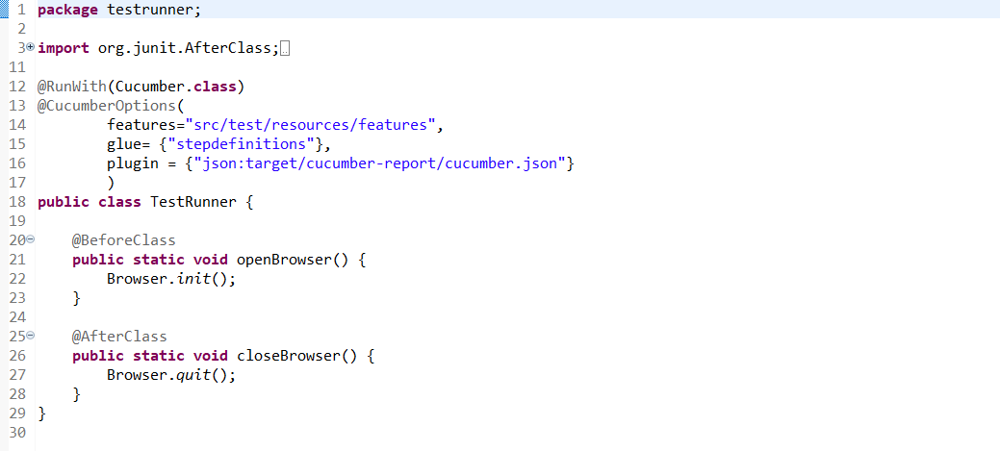 1 package testrunner;
2
3 import org.junit.AfterClass;
11
12 @RunWith(Cucumber.class)
13 @CucumberOptions(
14         features="src/test/resources/features",
15         glue= {"stepdefinitions"},
16         plugin = {"json:target/cucumber-report/cucumber.json"}
17         )
18 public class TestRunner {
19
20     @BeforeClass
21     public static void openBrowser() {
22         Browser.init();
23     }
24
25     @AfterClass
26     public static void closeBrowser() {
27         Browser.quit();
28     }
29 }
30